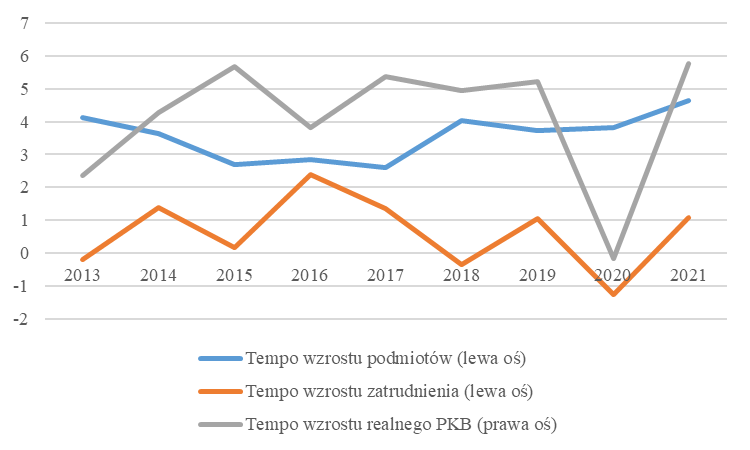 7
6
5
4
3
2
1
0
2013 2014 2015 2016 2017 2018 2019 2020 2021
-1
-2
Tempo wzrostu podmiotów (lewa oś)
Tempo wzrostu zatrudnienia (lewa oś)
Tempo wzrostu realnego PKB (prawa oś)